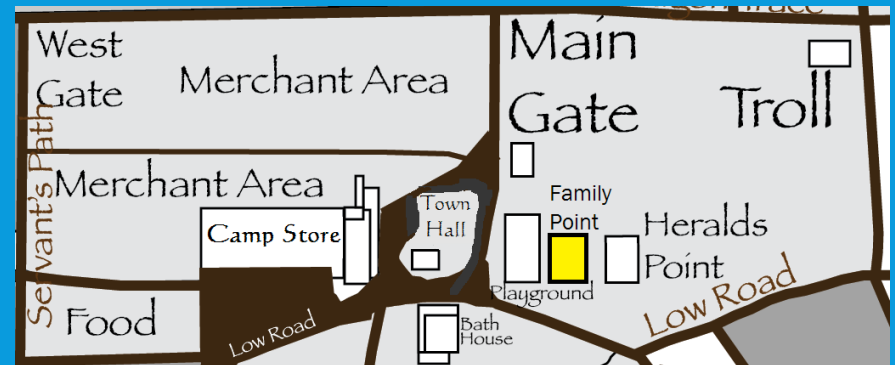 West
Gate
Merchant Area
Main
Gate
Troll
Servant's Path
Merchant Area
Camp Store
Town
Hall
Family
Point
Heralds
Point
Playground
Low Road
Food
Low Road
Bath
House